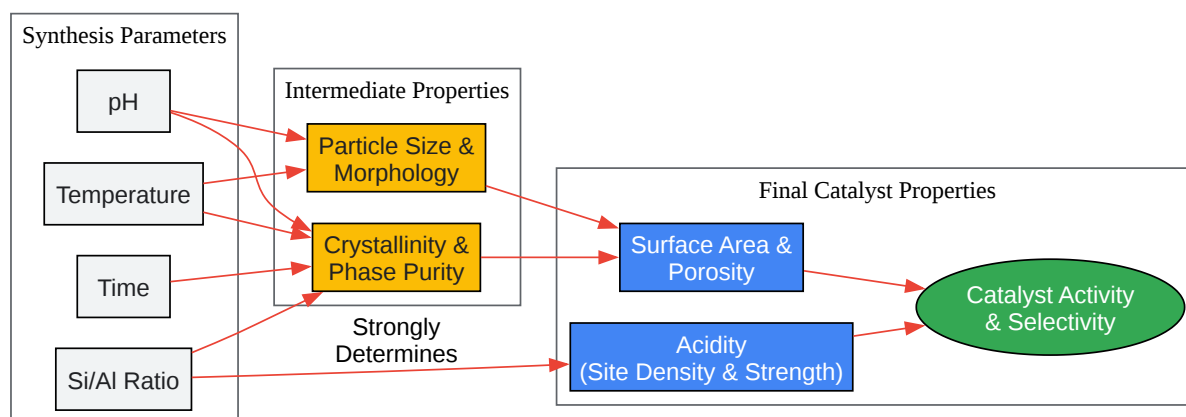 Synthesis Parameters
pH
Temperature
Time
Si/Al Ratio
Intermediate Properties
Particle Size &
Morphology
Crystallinity &
Phase Purity
Strongly
Determines
Final Catalyst Properties
Surface Area &
Porosity
Acidity
(Site Density & Strength)
Catalyst Activity
& Selectivity